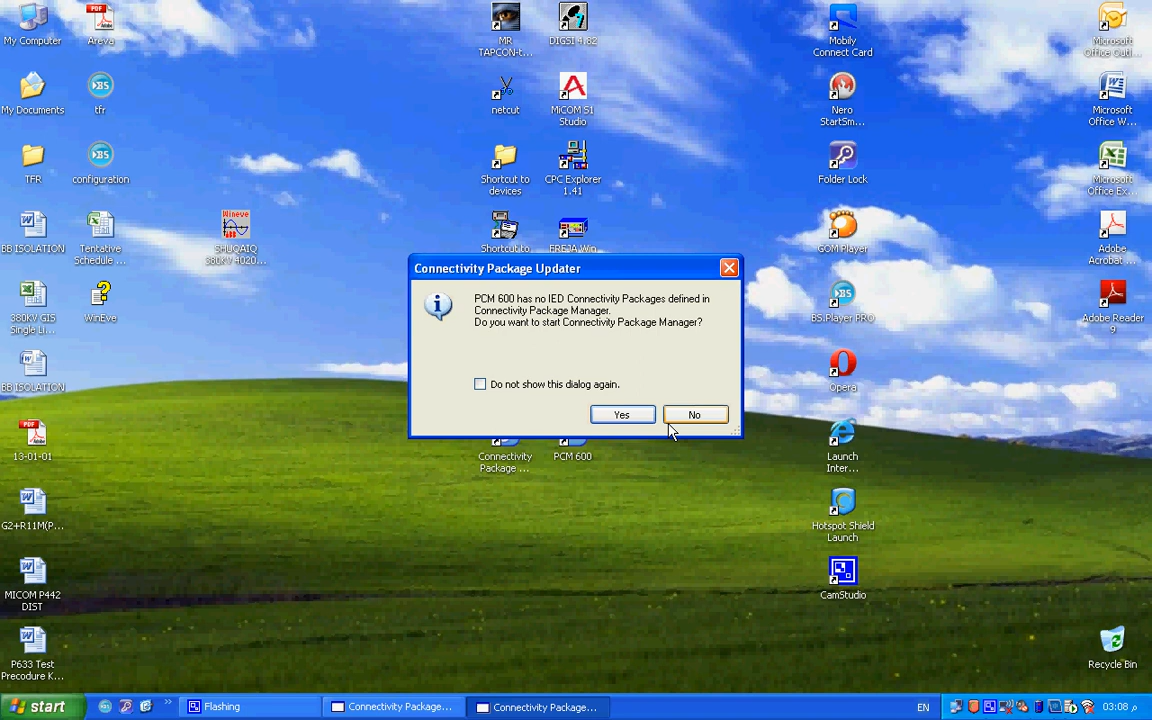 My Computer
Areva
MR
TAPCON-t...
DIGSI 4.82
Mobily
Connect Card
Microsoft
Office Outl...
My Documents
tfr
netcut
MiCOM S1
Studio
Nero
StartSm...
Microsoft
Office W...
TFR
configuration
Shortcut to
devices
CPC Explorer
1.41
Folder Lock
Microsoft
Office Ex...
BB ISOLATION
Tentative
Schedule ...
Wineve
SHUQAIQ
380KV 4020...
Shortcut to
FREJA Win
GOM Player
Adobe
Acrobat ...
380KV GIS
Single Li...
WinEve
BS.Player PRO
Adobe Reader
9
BB ISOLATION
Opera
Connectivity Package Updater
PCM 600 has no IED Connectivity Packages defined in
Connectivity Package Manager.
Do you want to start Connectivity Package Manager?
Do not show this dialog again.
Yes
No
13-01-01
Connectivity
Package ...
PCM 600
Launch
Inter...
G2+R11M(P...
Hotspot Shield
Launch
MICOM P442
DIST
CamStudio
P633 Test
Precodure K...
Recycle Bin
start
Flashing
Connectivity Package...
Connectivity Package...
EN
03:08 م